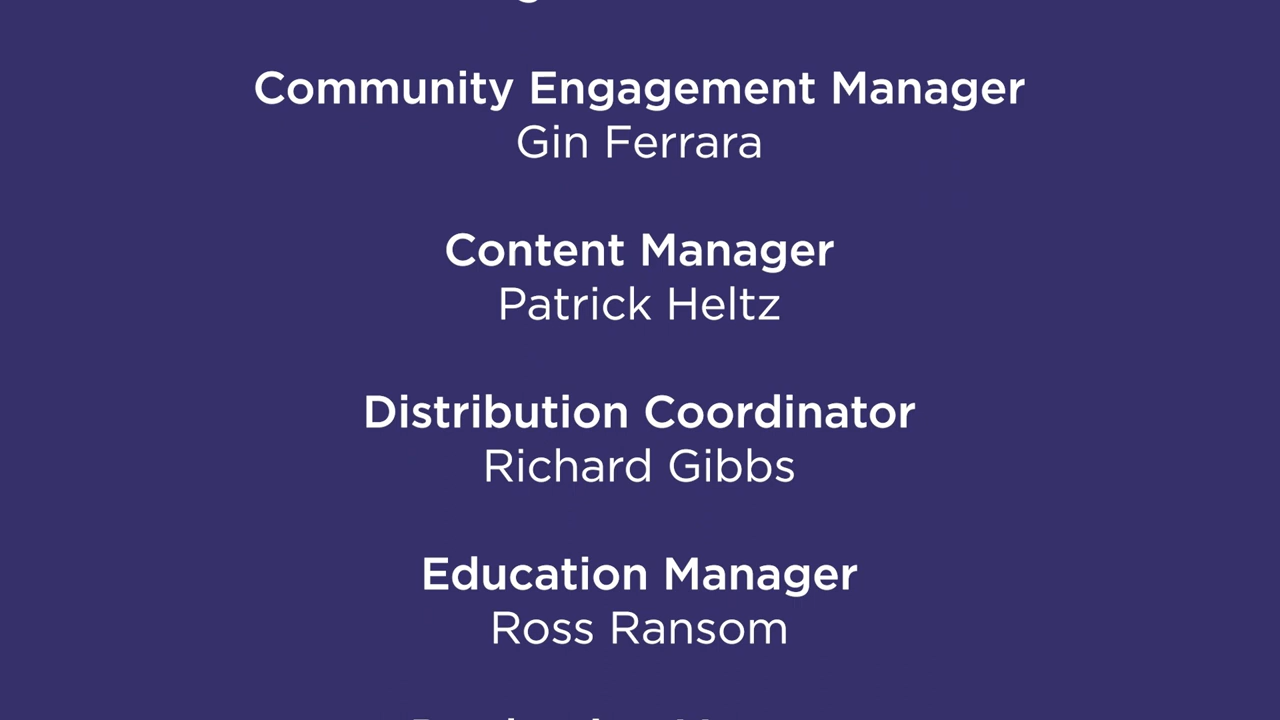 Community Engagement Manager
Gin Ferrara
Content Manager
Patrick Heltz
Distribution Coordinator
Richard Gibbs
Education Manager
Ross Ransom